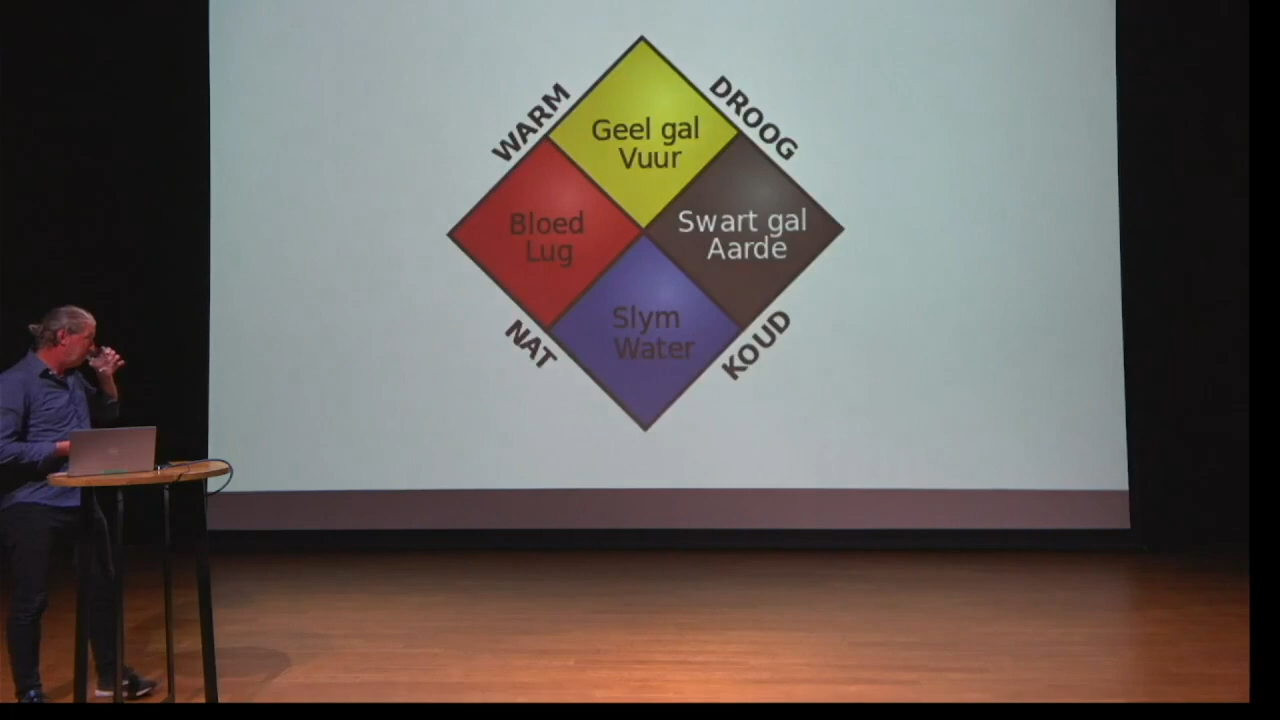 WARM
DROOG
Geel gal
Vuur
Bloed
Lug
Swart gal
Aarde
Slym
Water
NAT
KOUD